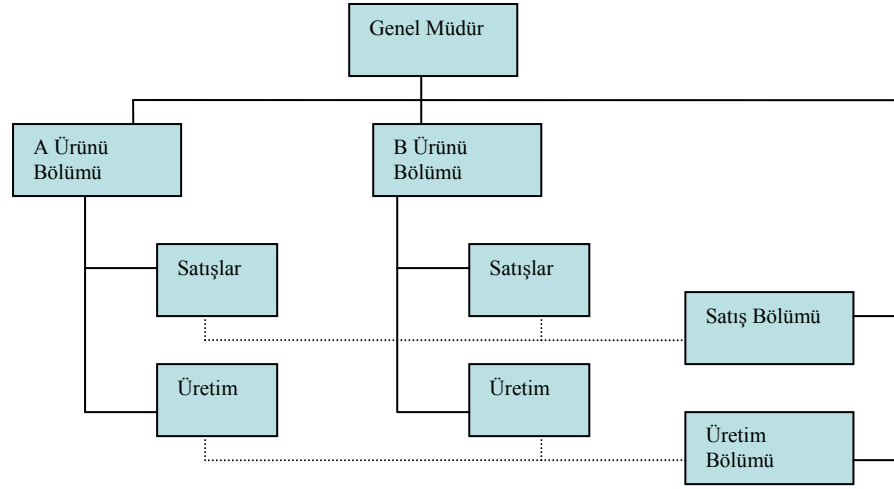 Genel Müdür
A Ürünü
Bölümü
B Ürünü
Bölümü
Satışlar
Satışlar
Satış Bölümü
Üretim
Üretim
Üretim
Bölümü